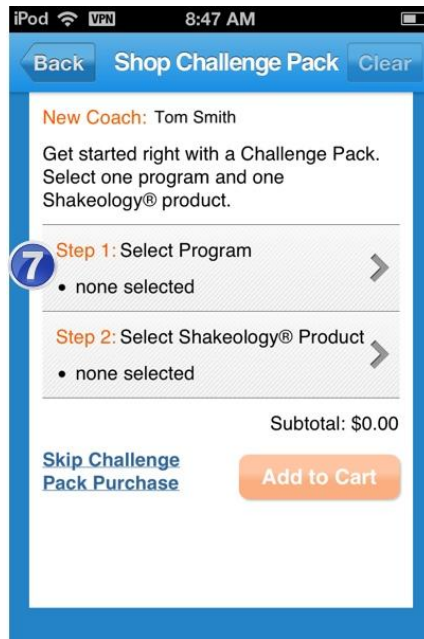 iPod VPN 8:47 AM
Back Shop Challenge Pack Clear
New Coach: Tom Smith
Get started right with a Challenge Pack.
Select one program and one
Shakeology® product.
7
Step 1: Select Program
• none selected
Step 2: Select Shakeology® Product
• none selected
Subtotal: $0.00
Skip Challenge
Pack Purchase
Add to Cart